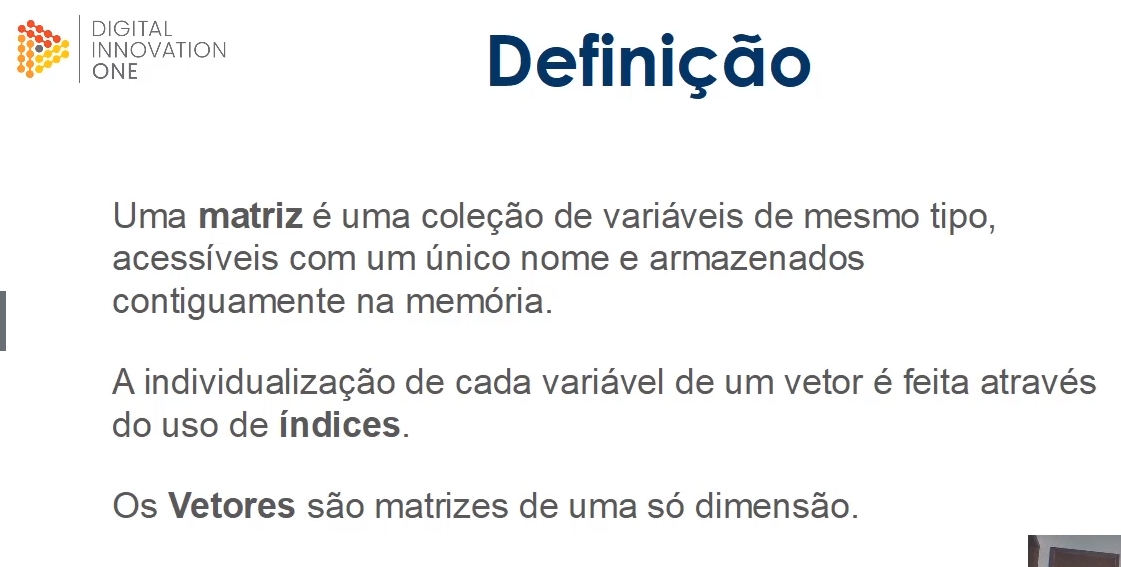 DIGITAL
INNOVATION
ONE
Definição
Uma matriz é uma coleção de variáveis de mesmo tipo,
acessíveis com um único nome e armazenados
contiguamente na memória.
A individualização de cada variável de um vetor é feita através
do uso de índices.
Os Vetores são matrizes de uma só dimensão.